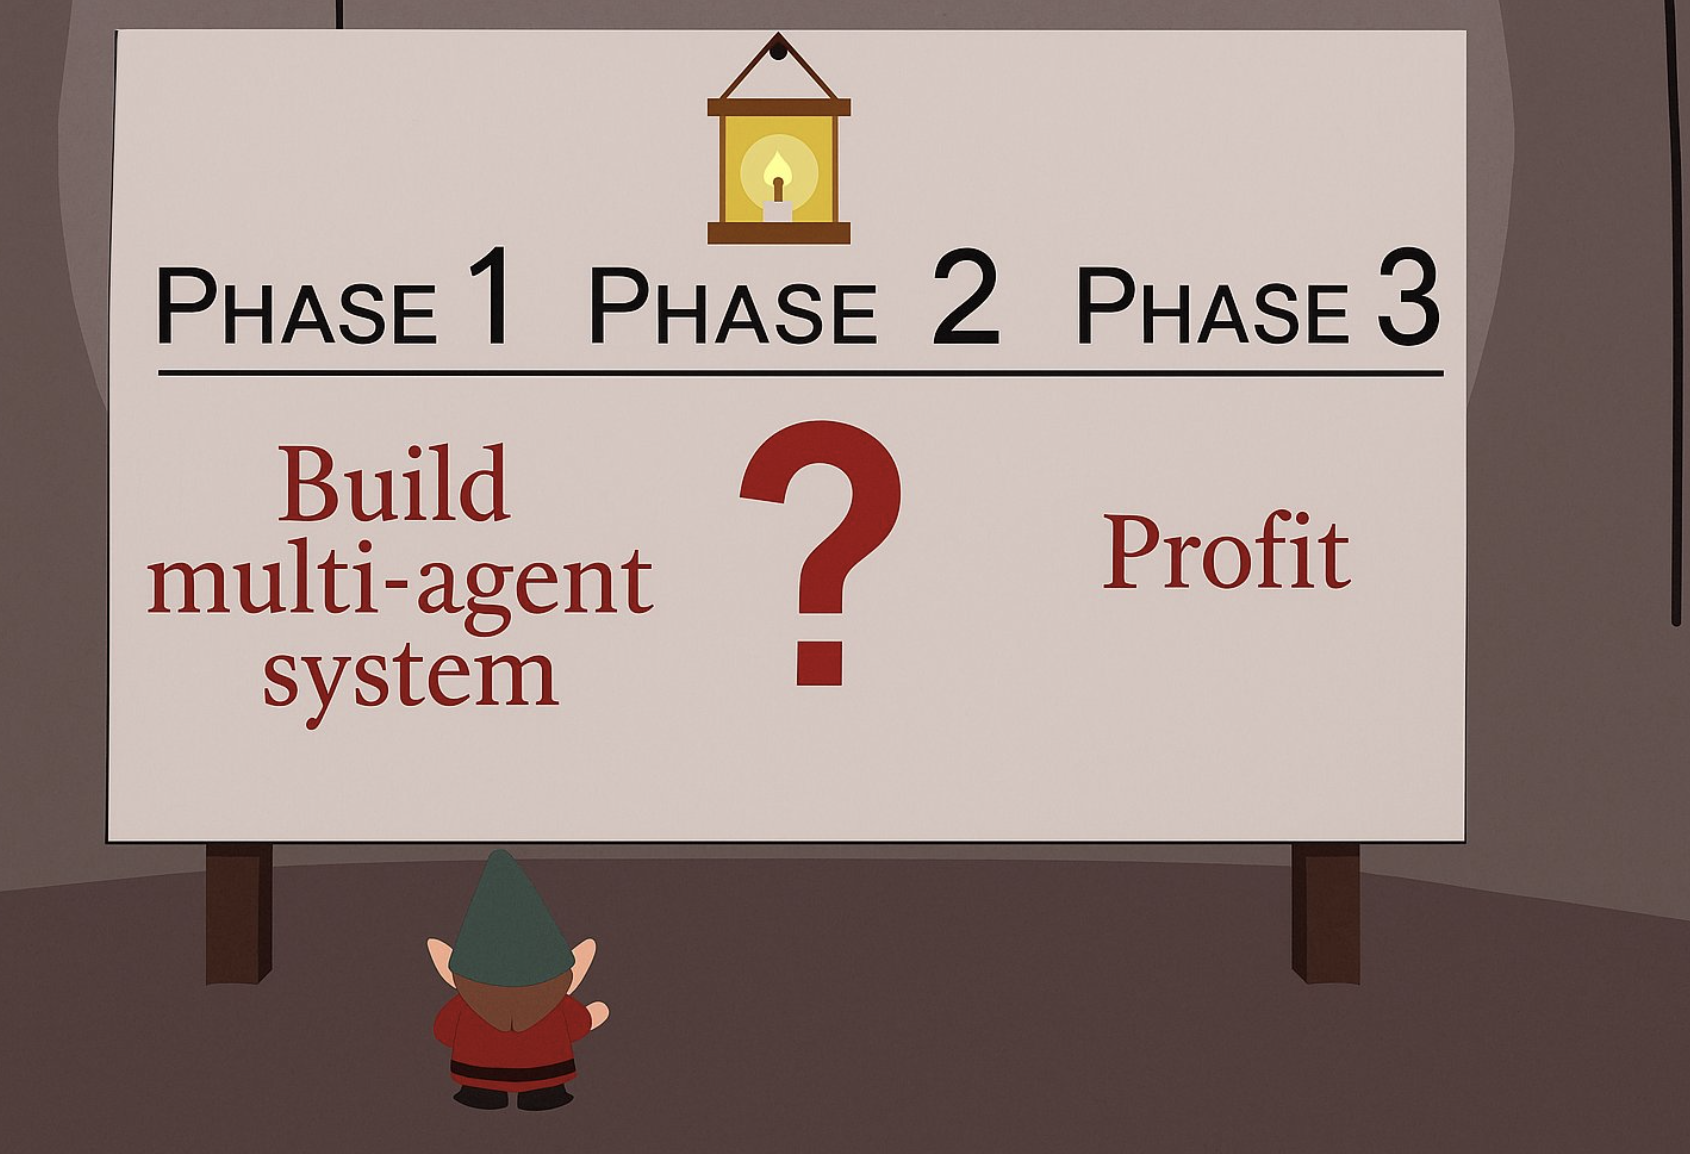 Phase 1 Phase 2 Phase 3
Build
multi-agent
system
?
Profit